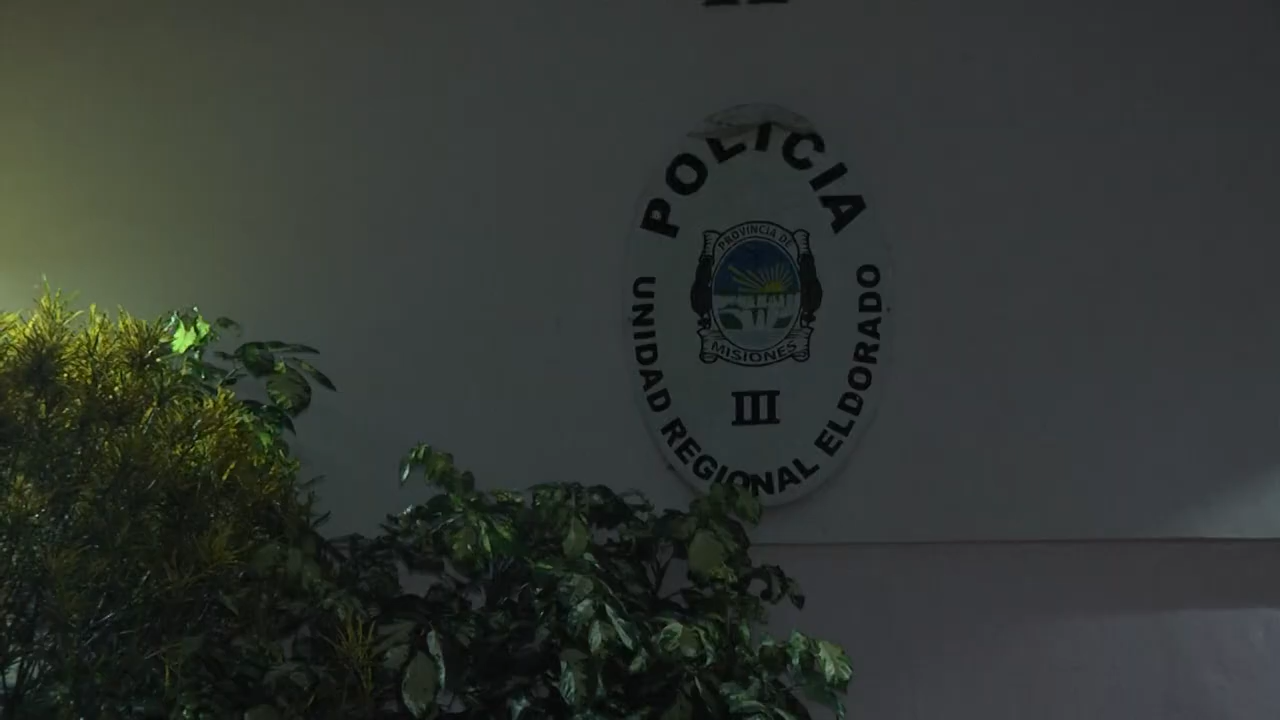 POLICIA
PROVINCIA DE
MISIONES
III
UNIDAD REGIONAL ELDORADO